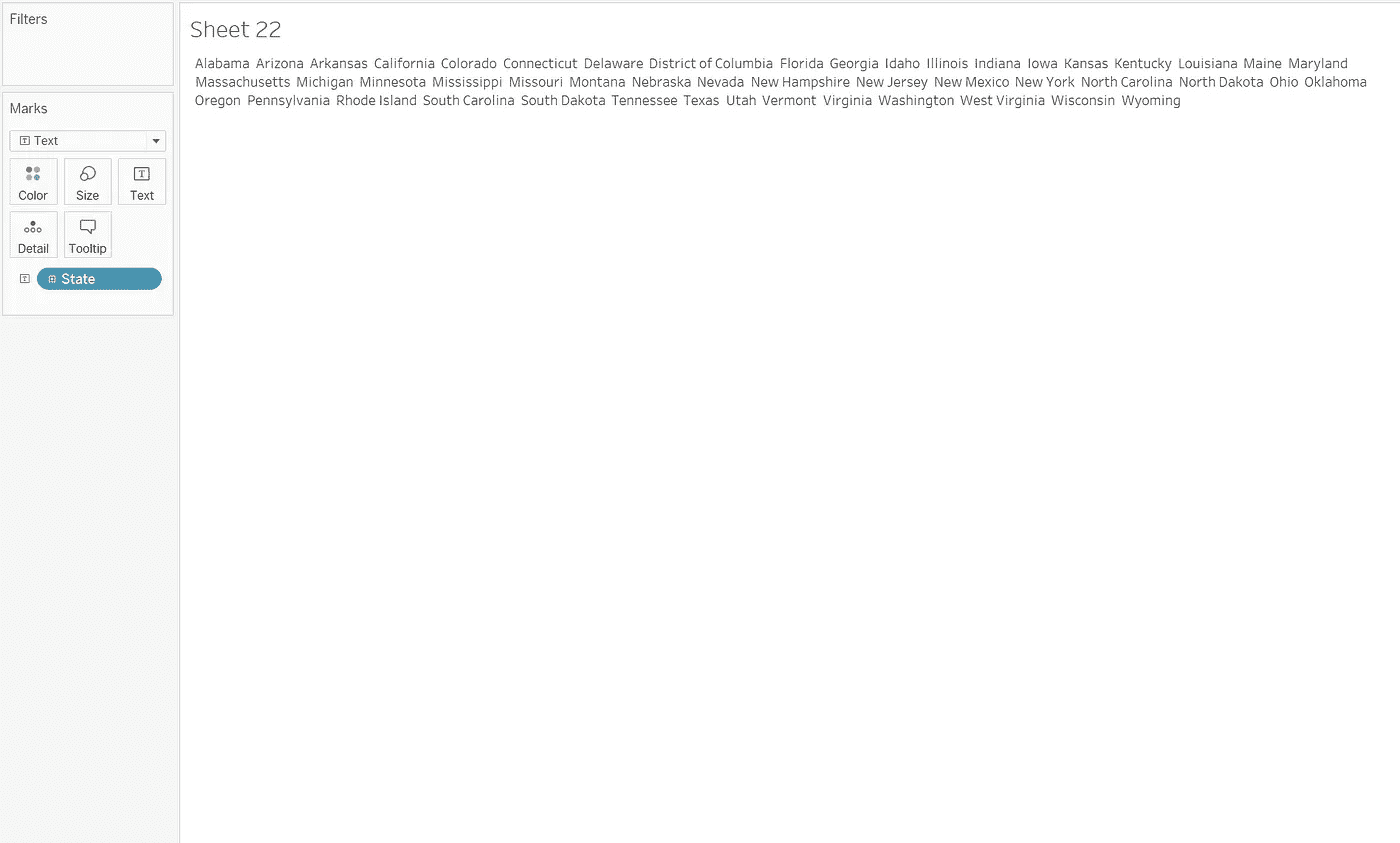 Filters
Marks
Text
Color Size Text
Detail Tooltip
State
Sheet 22
Alabama Arizona Arkansas California Colorado Connecticut Delaware District of Columbia Florida Georgia Idaho Illinois Indiana Iowa Kansas Kentucky Louisiana Maine Maryland
Massachusetts Michigan Minnesota Mississippi Missouri Montana Nebraska Nevada New Hampshire New Jersey New Mexico New York North Carolina North Dakota Ohio Oklahoma
Oregon Pennsylvania Rhode Island South Carolina South Dakota Tennessee Texas Utah Vermont Virginia Washington West Virginia Wisconsin Wyoming